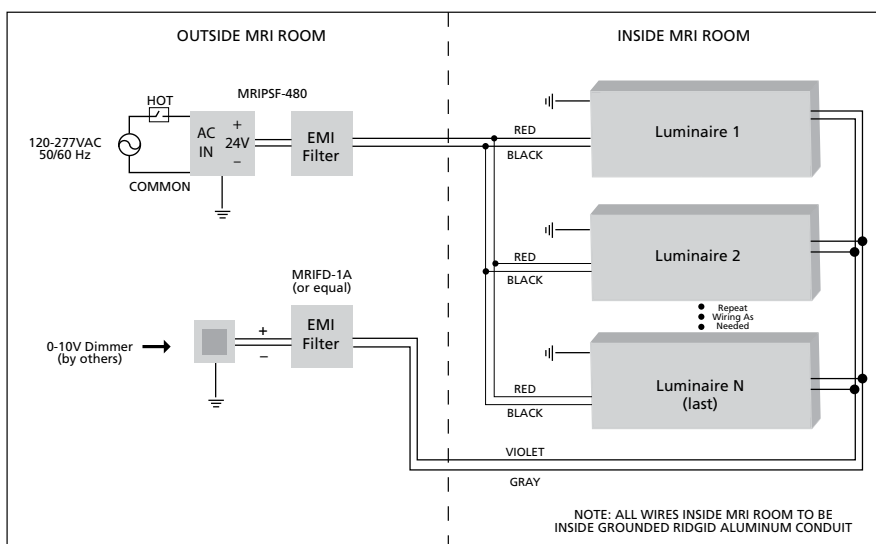 OUTSIDE MRI ROOM
INSIDE MRI ROOM
MRIPSF-480
HOT
120-277VAC
50/60 Hz
COMMON
AC
IN
+
24V
−
EMI
Filter
RED
BLACK
Luminaire 1
RED
BLACK
Luminaire 2
Repeat
Wiring As
Needed
MRIFD-1A
(or equal)
0-10V Dimmer
(by others)
+
−
EMI
Filter
RED
BLACK
Luminaire N
(last)
VIOLET
GRAY
NOTE: ALL WIRES INSIDE MRI ROOM TO BE
INSIDE GROUNDED RIDGID ALUMINUM CONDUIT